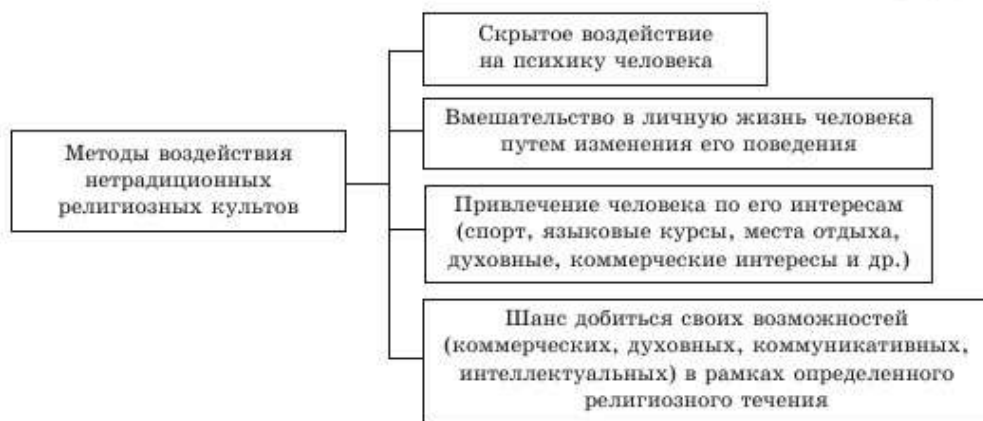 Методы воздействия
нетрадиционных
религиозных культов
Скрытое воздействие
на психику человека
Вмешательство в личную жизнь человека
путем изменения его поведения
Привлечение человека по его интересам
(спорт, языковые курсы, места отдыха,
духовные, коммерческие интересы и др.)
Шанс добиться своих возможностей
(коммерческих, духовных, коммуникативных,
интеллектуальных) в рамках определенного
религиозного течения